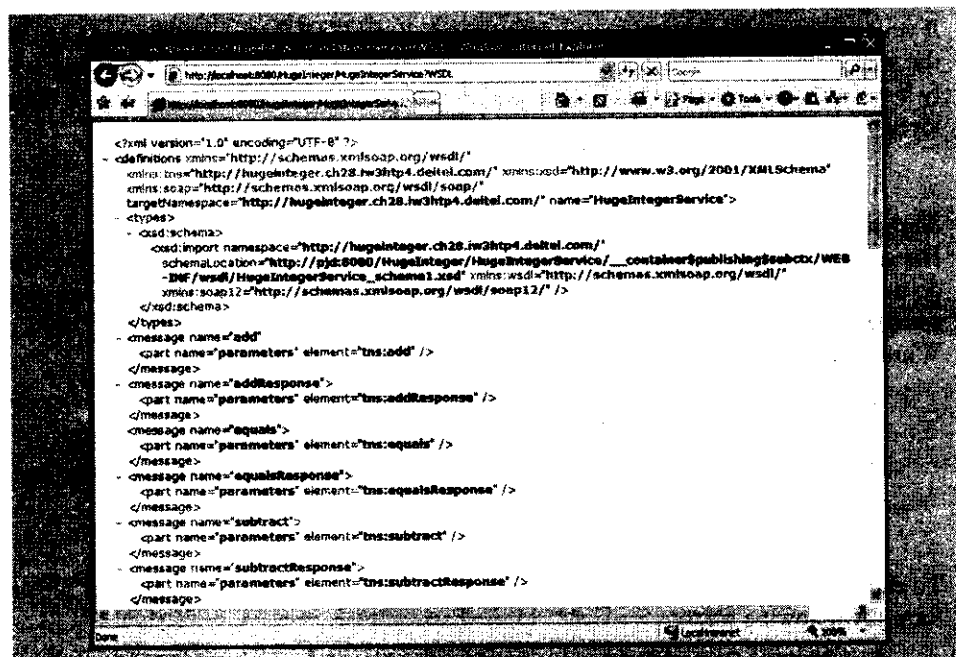 http://localhost:8080/HugeInteger/HugeIntegerService?WSDL
Google
Page
Tools
<?xml version="1.0" encoding="UTF-8" ?>
- <definitions xmlns="http://schemas.xmlsoap.org/wsdl/"
xmlns:tns="http://hugeinteger.ch28.iw3htp4.deitel.com/" xmlns:xsd="http://www.w3.org/2001/XMLSchema"
xmlns:soap="http://schemas.xmlsoap.org/wsdl/soap/"
targetNamespace="http://hugeinteger.ch28.iw3htp4.deitel.com/" name="HugeIntegerService">
- <types>
- <xsd:schema>
<xsd:import namespace="http://hugeinteger.ch28.iw3htp4.deitel.com/"
schemaLocation="http://pjd:8080/HugeInteger/HugeIntegerService/__container$publishing$subctx/WEB
-INF/wsdl/HugeIntegerService_schema1.xsd" xmlns:wsdl="http://schemas.xmlsoap.org/wsdl/"
xmlns:soap12="http://schemas.xmlsoap.org/wsdl/soap12/" />
</xsd:schema>
</types>
- <message name="add"
<part name="parameters" element="tns:add" />
</message>
- <message name="addResponse">
<part name="parameters" element="tns:addResponse" />
</message>
<message name="equals">
<part name="parameters" element="tns:equals" />
</message>
- <message name="equalsResponse">
<part name="parameters" element="tns:equalsResponse" />
</message>
- <message name="subtract">
<part name="parameters" element="tns:subtract" />
</message>
- <message name="subtractResponse">
<part name="parameters" element="tns:subtractResponse" />
</message>
Done
Local intranet
100%